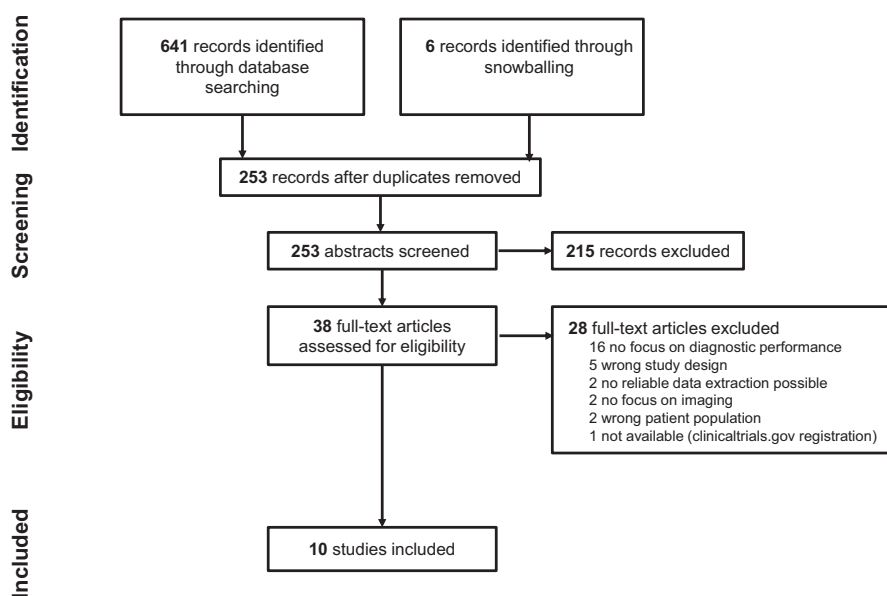 Identification
641 records identified
through database
searching
6 records identified through
snowballing
Screening
253 records after duplicates removed
253 abstracts screened
215 records excluded
Eligibility
38 full-text articles
assessed for eligibility
28 full-text articles excluded
16 no focus on diagnostic performance
5 wrong study design
2 no reliable data extraction possible
2 no focus on imaging
2 wrong patient population
1 not available (clinicaltrials.gov registration)
Included
10 studies included